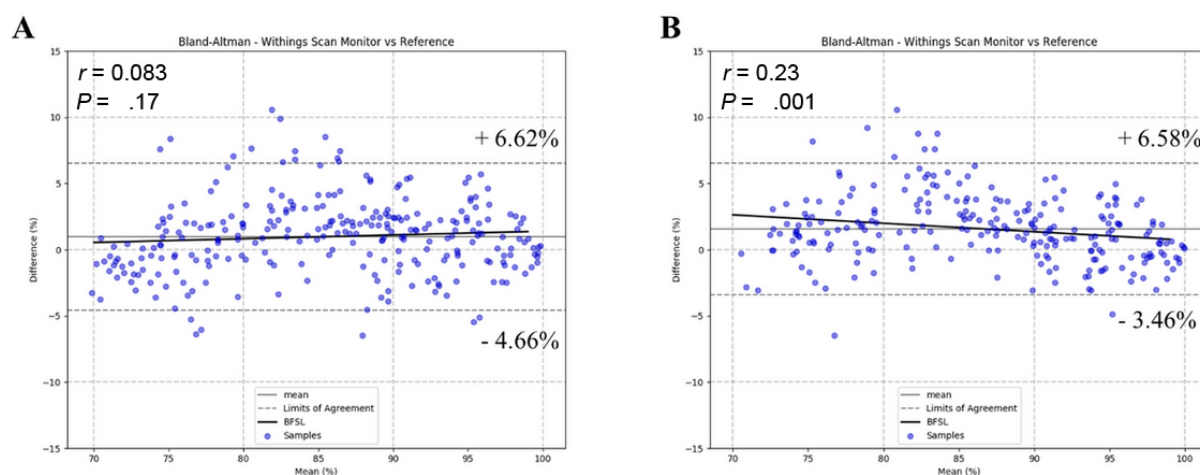 A
Bland-Altman - Withings Scan Monitor vs Reference
r = 0.083
P = .17
+ 6.62%
- 4.66%
15
10
5
0
−5
−10
−15
Difference (%)
mean
Limits of Agreement
BFSL
Samples
70 75 80 85 90 95 100
Mean (%)
B
Bland-Altman - Withings Scan Monitor vs Reference
r = 0.23
P = .001
+ 6.58%
- 3.46%
15
10
5
0
−5
−10
−15
Difference (%)
mean
Limits of Agreement
BFSL
Samples
70 75 80 85 90 95 100
Mean (%)